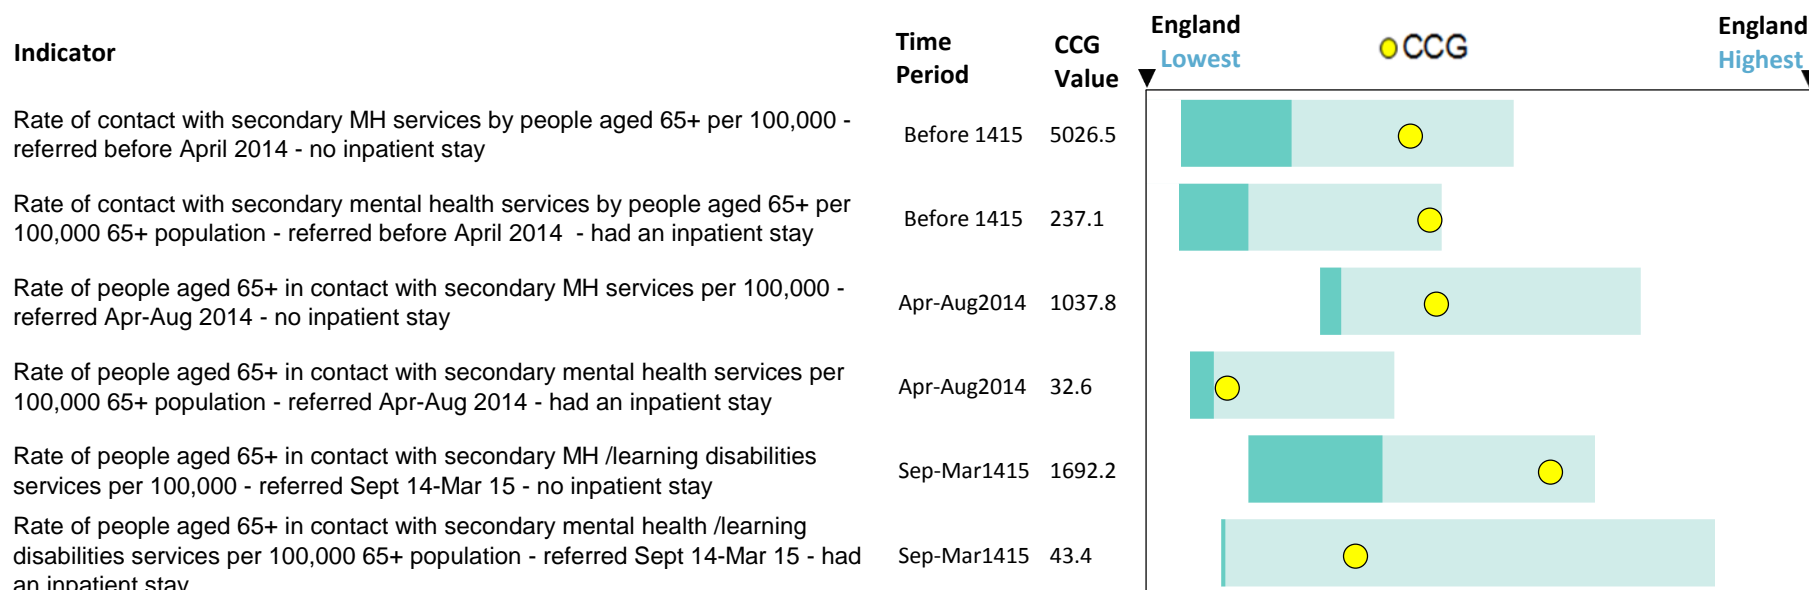 Indicator
Time Period
CCG Value
England Lowest
CCG
England Highest
Rate of contact with secondary MH services by people aged 65+ per 100,000 -
referred before April 2014 - no inpatient stay
Before 1415 5026.5
Rate of contact with secondary mental health services by people aged 65+ per
100,000 65+ population - referred before April 2014  - had an inpatient stay
Before 1415 237.1
Rate of people aged 65+ in contact with secondary MH services per 100,000 -
referred Apr-Aug 2014 - no inpatient stay
Apr-Aug2014 1037.8
Rate of people aged 65+ in contact with secondary mental health services per
100,000 65+ population - referred Apr-Aug 2014 - had an inpatient stay
Apr-Aug2014 32.6
Rate of people aged 65+ in contact with secondary MH /learning disabilities
services per 100,000 - referred Sept 14-Mar 15 - no inpatient stay
Sep-Mar1415 1692.2
Rate of people aged 65+ in contact with secondary mental health /learning
disabilities services per 100,000 65+ population - referred Sept 14-Mar 15 - had
an inpatient stay
Sep-Mar1415 43.4